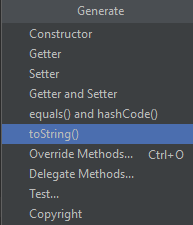 Generate
Constructor
Getter
Setter
Getter and Setter
equals() and hashCode()
toString()
Override Methods... Ctrl+O
Delegate Methods...
Test...
Copyright